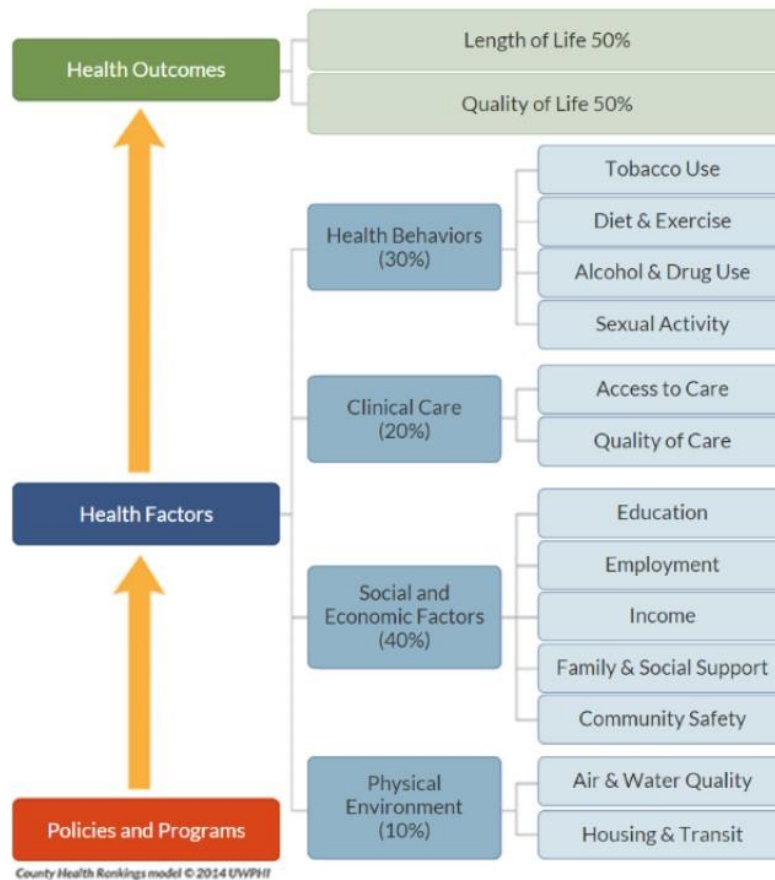 Health Outcomes
Length of Life 50%
Quality of Life 50%
Health Factors
Health Behaviors
(30%)
Tobacco Use
Diet & Exercise
Alcohol & Drug Use
Sexual Activity
Clinical Care
(20%)
Access to Care
Quality of Care
Social and
Economic Factors
(40%)
Education
Employment
Income
Family & Social Support
Community Safety
Physical
Environment
(10%)
Air & Water Quality
Housing & Transit
Policies and Programs
County Health Rankings model © 2014 UWPHI